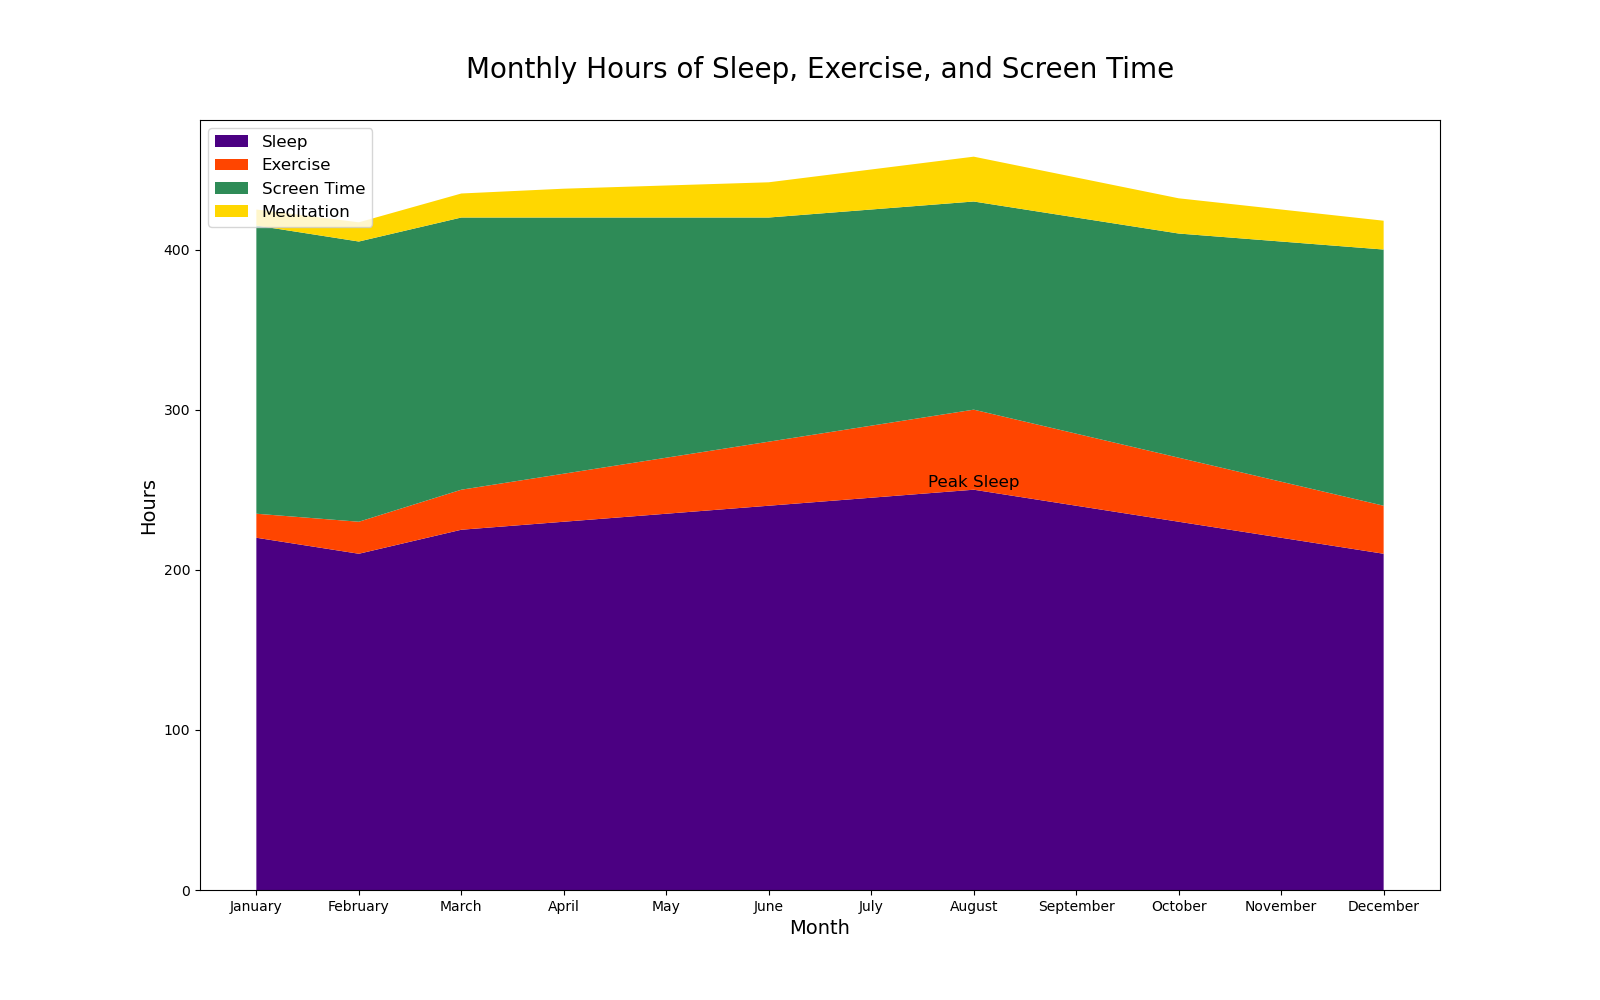 Monthly Hours of Sleep, Exercise, and Screen Time
Sleep
Exercise
Screen Time
Meditation
400
300
200
100
0
Hours
Peak Sleep
January February March April May June July August September October November December
Month